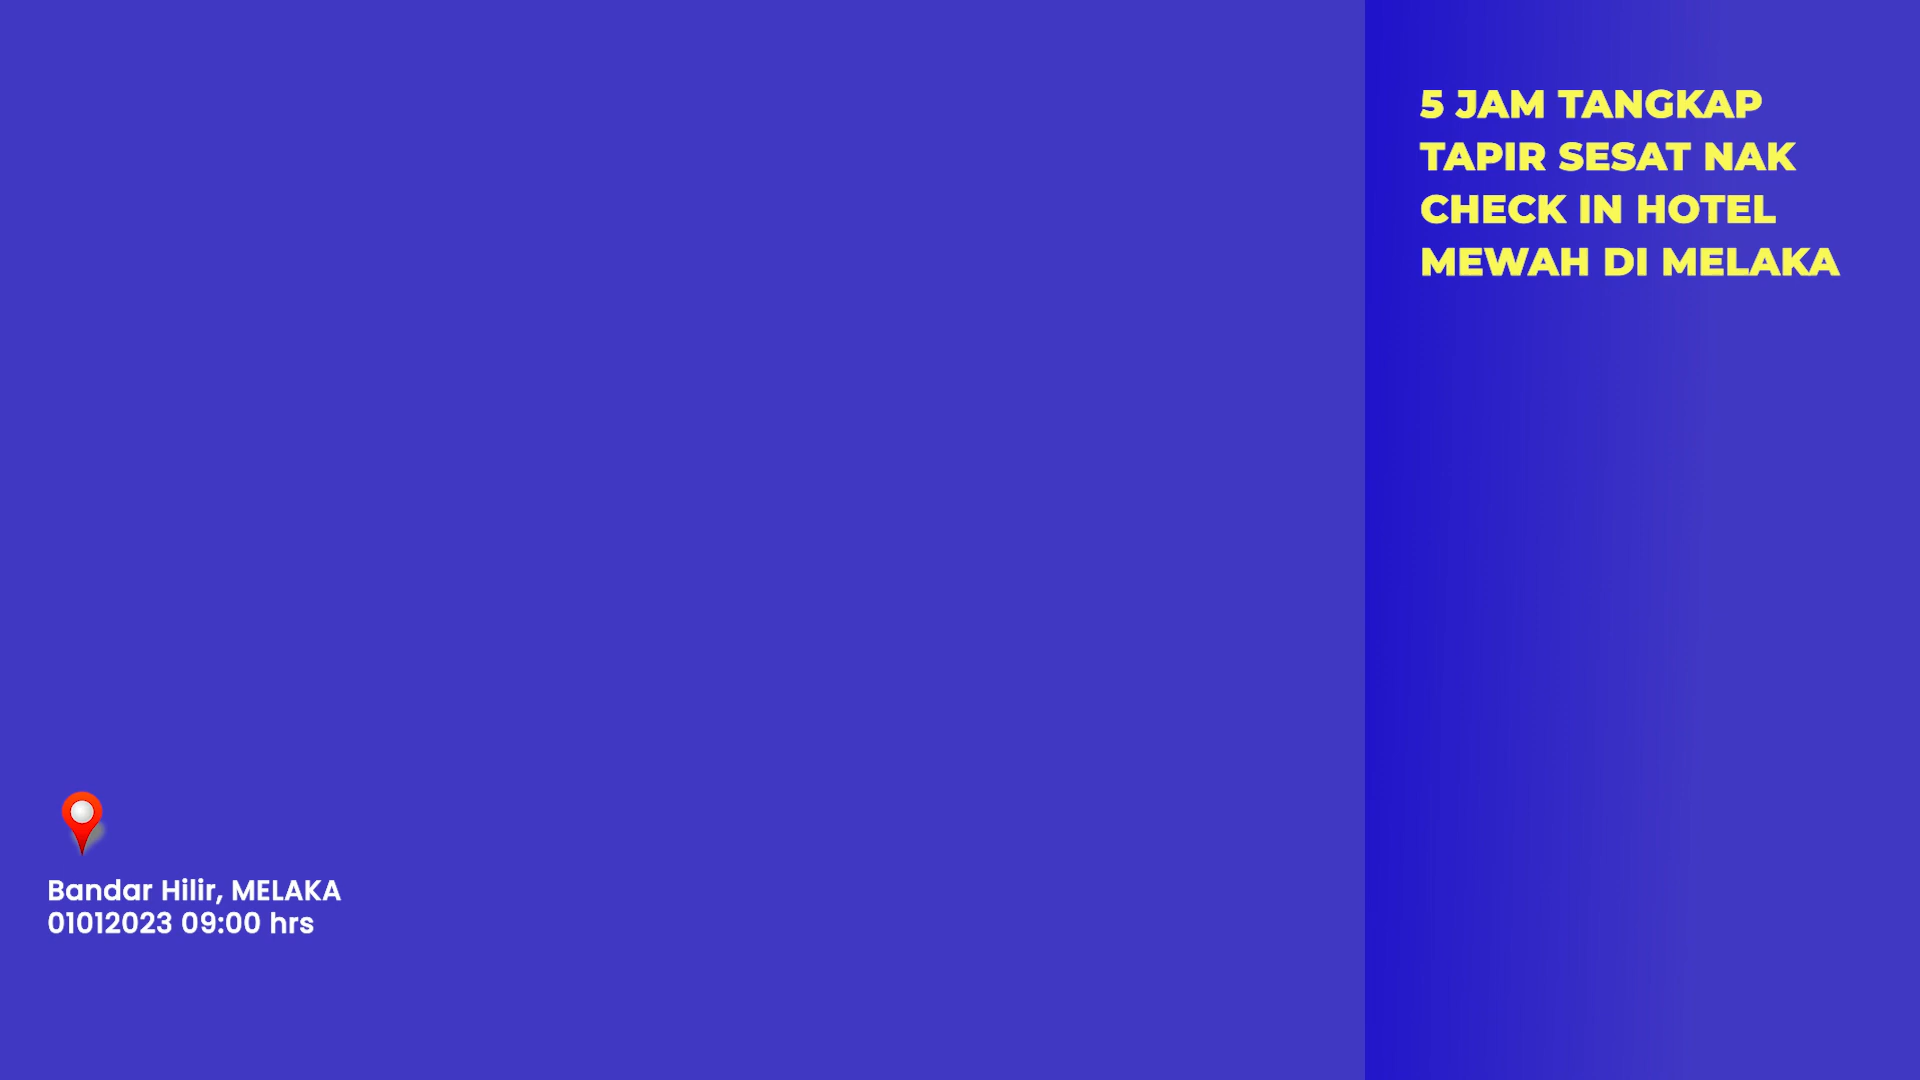 5 JAM TANGKAP
TAPIR SESAT NAK
CHECK IN HOTEL
MEWAH DI MELAKA
Bandar Hilir, MELAKA
01012023 09:00 hrs